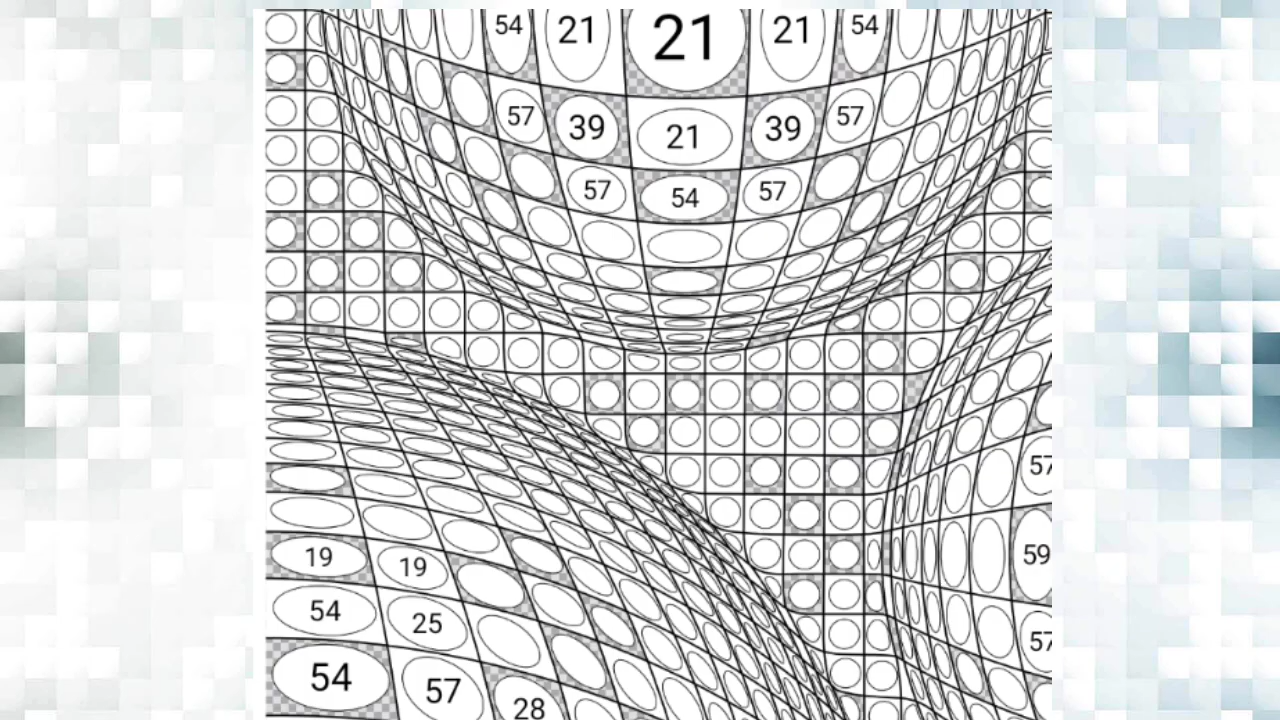 54 21 21 21 54
57 39 21 39 57
57 54 57
57
19 19 59
54 25
57
54 57 28